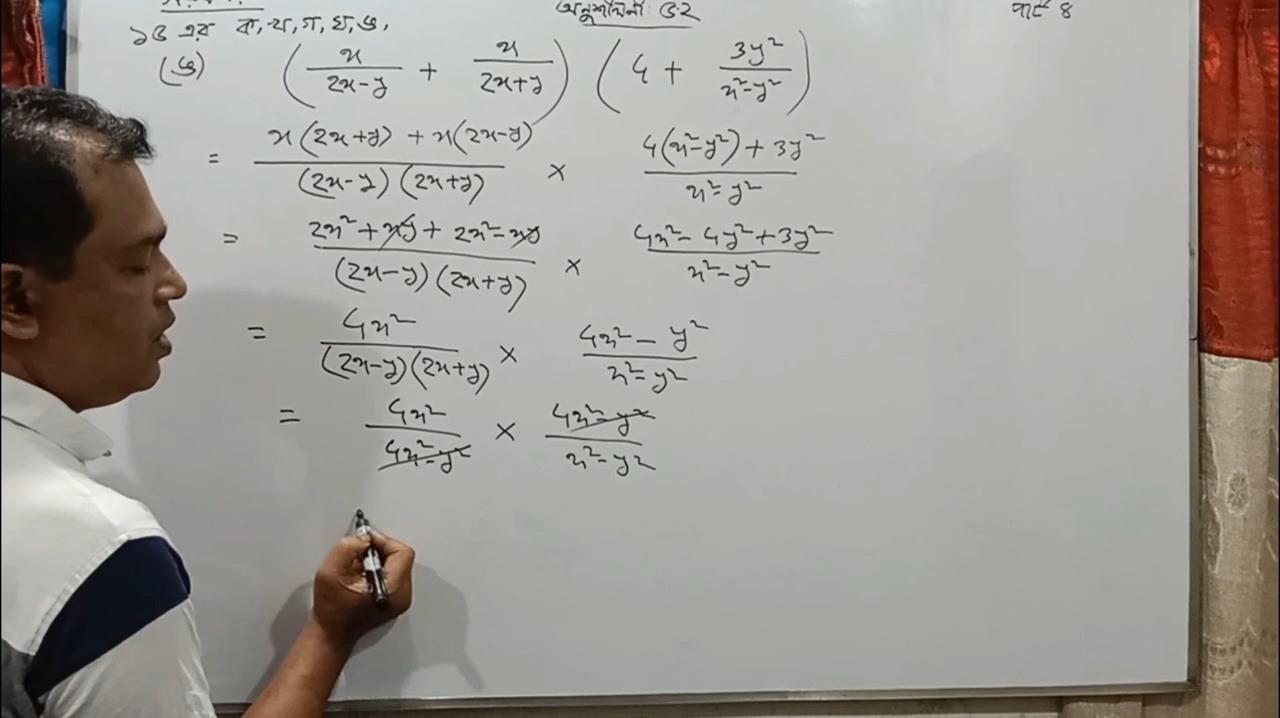 অনুশীলনী ৫.২
পার্ট ৪
১৫ এর ক, খ, গ, ঘ, ঙ,
(ঙ) (x/(2x-y) + x/(2x+y)) (4 + 3y²/(x²-y²))
= (x(2x+y) + x(2x-y))/((2x-y)(2x+y)) × (4(x²-y²)+3y²)/(x²-y²)
= (2x²+xy+2x²-xy)/((2x-y)(2x+y)) × (4x²-4y²+3y²)/(x²-y²)
= 4x²/((2x-y)(2x+y)) × (4x²-y²)/(x²-y²)
= 4x²/(4x²-y²) × (4x²-y²)/(x²-y²)